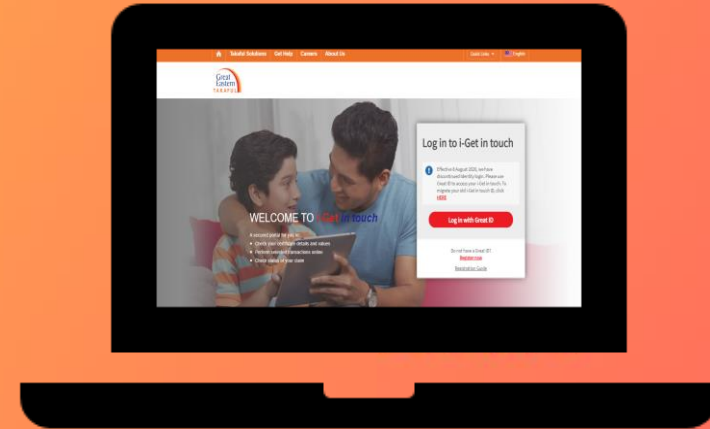 Takaful Solutions Get Help Careers About Us
English
Great
Eastern
TAKAFUL
Log in to i-Get in touch
Effective 8 August 2020, we have
discontinued Identity login. Please use
Great ID to access your i-Get in touch. To
migrate your old i-Get in touch ID, click
HERE
Log in with Great ID
Do not have a Great ID?
Register now
Registration Guide
WELCOME TO i-Get in touch
A secured portal for you to
Check your certificate details and values
Perform selected transactions online
Check status of your claim